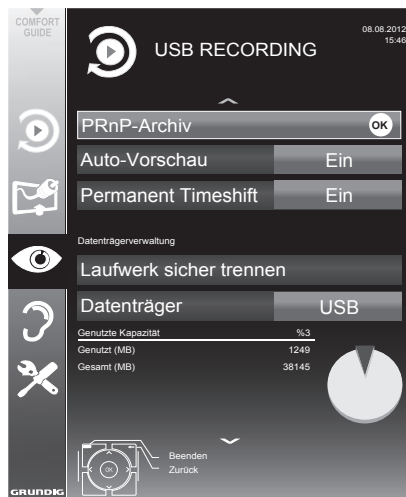 COMFORT
GUIDE
USB RECORDING
08.08.2012
15:46
PRnP-Archiv OK
Auto-Vorschau Ein
Permanent Timeshift Ein
Datenträgerverwaltung
Laufwerk sicher trennen
Datenträger USB
Genutzte Kapazität %3
Genutzt (MB) 1249
Gesamt (MB) 38145
OK
Beenden
Zurück
GRUNDIG